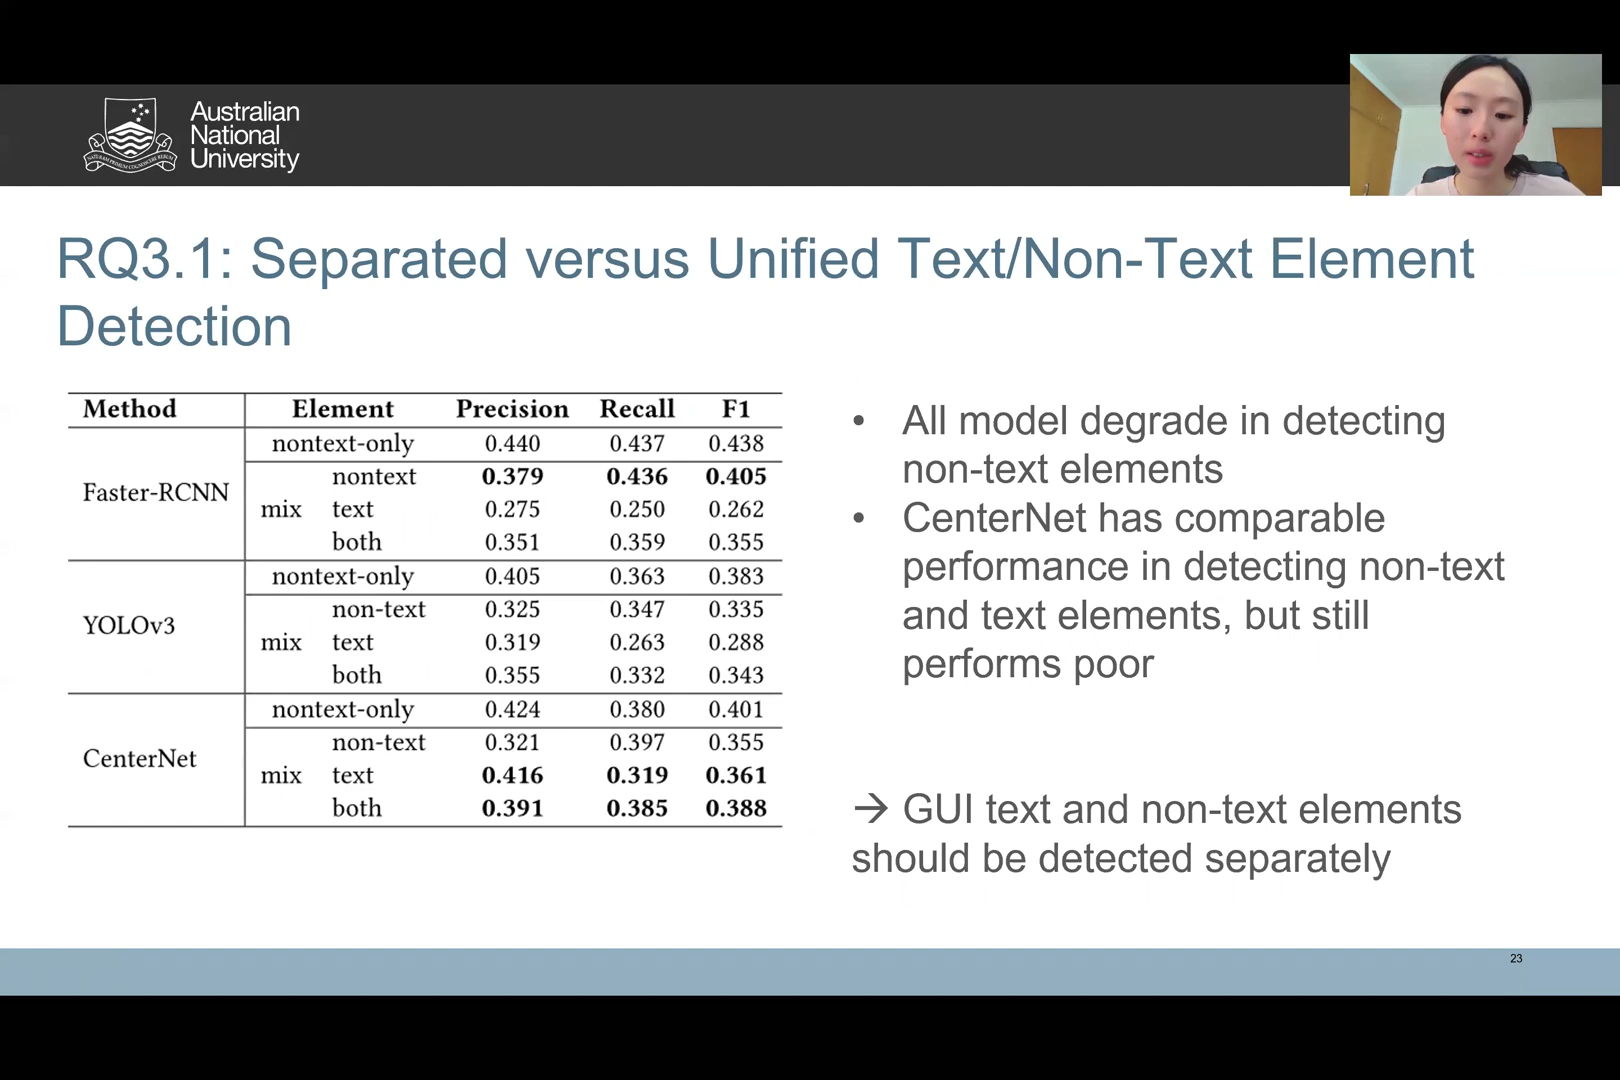 Australian
National
University
RQ3.1: Separated versus Unified Text/Non-Text Element
Detection
Method Element Precision Recall F1
nontext-only 0.440 0.437 0.438
nontext 0.379 0.436 0.405
Faster-RCNN
mix text 0.275 0.250 0.262
both 0.351 0.359 0.355
nontext-only 0.405 0.363 0.383
non-text 0.325 0.347 0.335
YOLOv3
mix text 0.319 0.263 0.288
both 0.355 0.332 0.343
nontext-only 0.424 0.380 0.401
non-text 0.321 0.397 0.355
CenterNet
mix text 0.416 0.319 0.361
both 0.391 0.385 0.388
• All model degrade in detecting
non-text elements
• CenterNet has comparable
performance in detecting non-text
and text elements, but still
performs poor
→ GUI text and non-text elements
should be detected separately
23